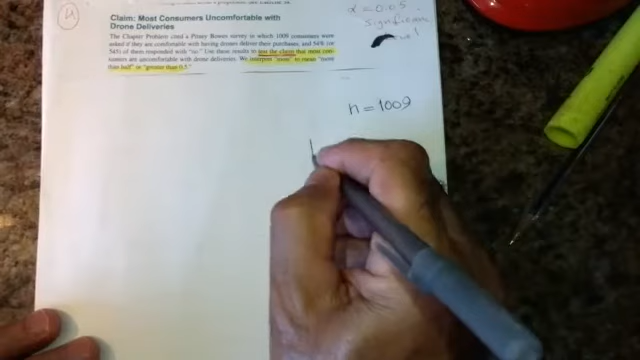 4
α = 0.05
Claim: Most Consumers Uncomfortable with
Drone Deliveries
The Chapter Problem cited a Pitney Bowes survey in which 1009 consumers were
asked if they are comfortable with having drones deliver their purchases, and 54% (or
of them responded with "no." Use these results to test the claim that most con-
sumers are uncomfortable with drone deliveries. We interpret "most" to mean "more
than half" or "greater than 0.5."
n = 1009